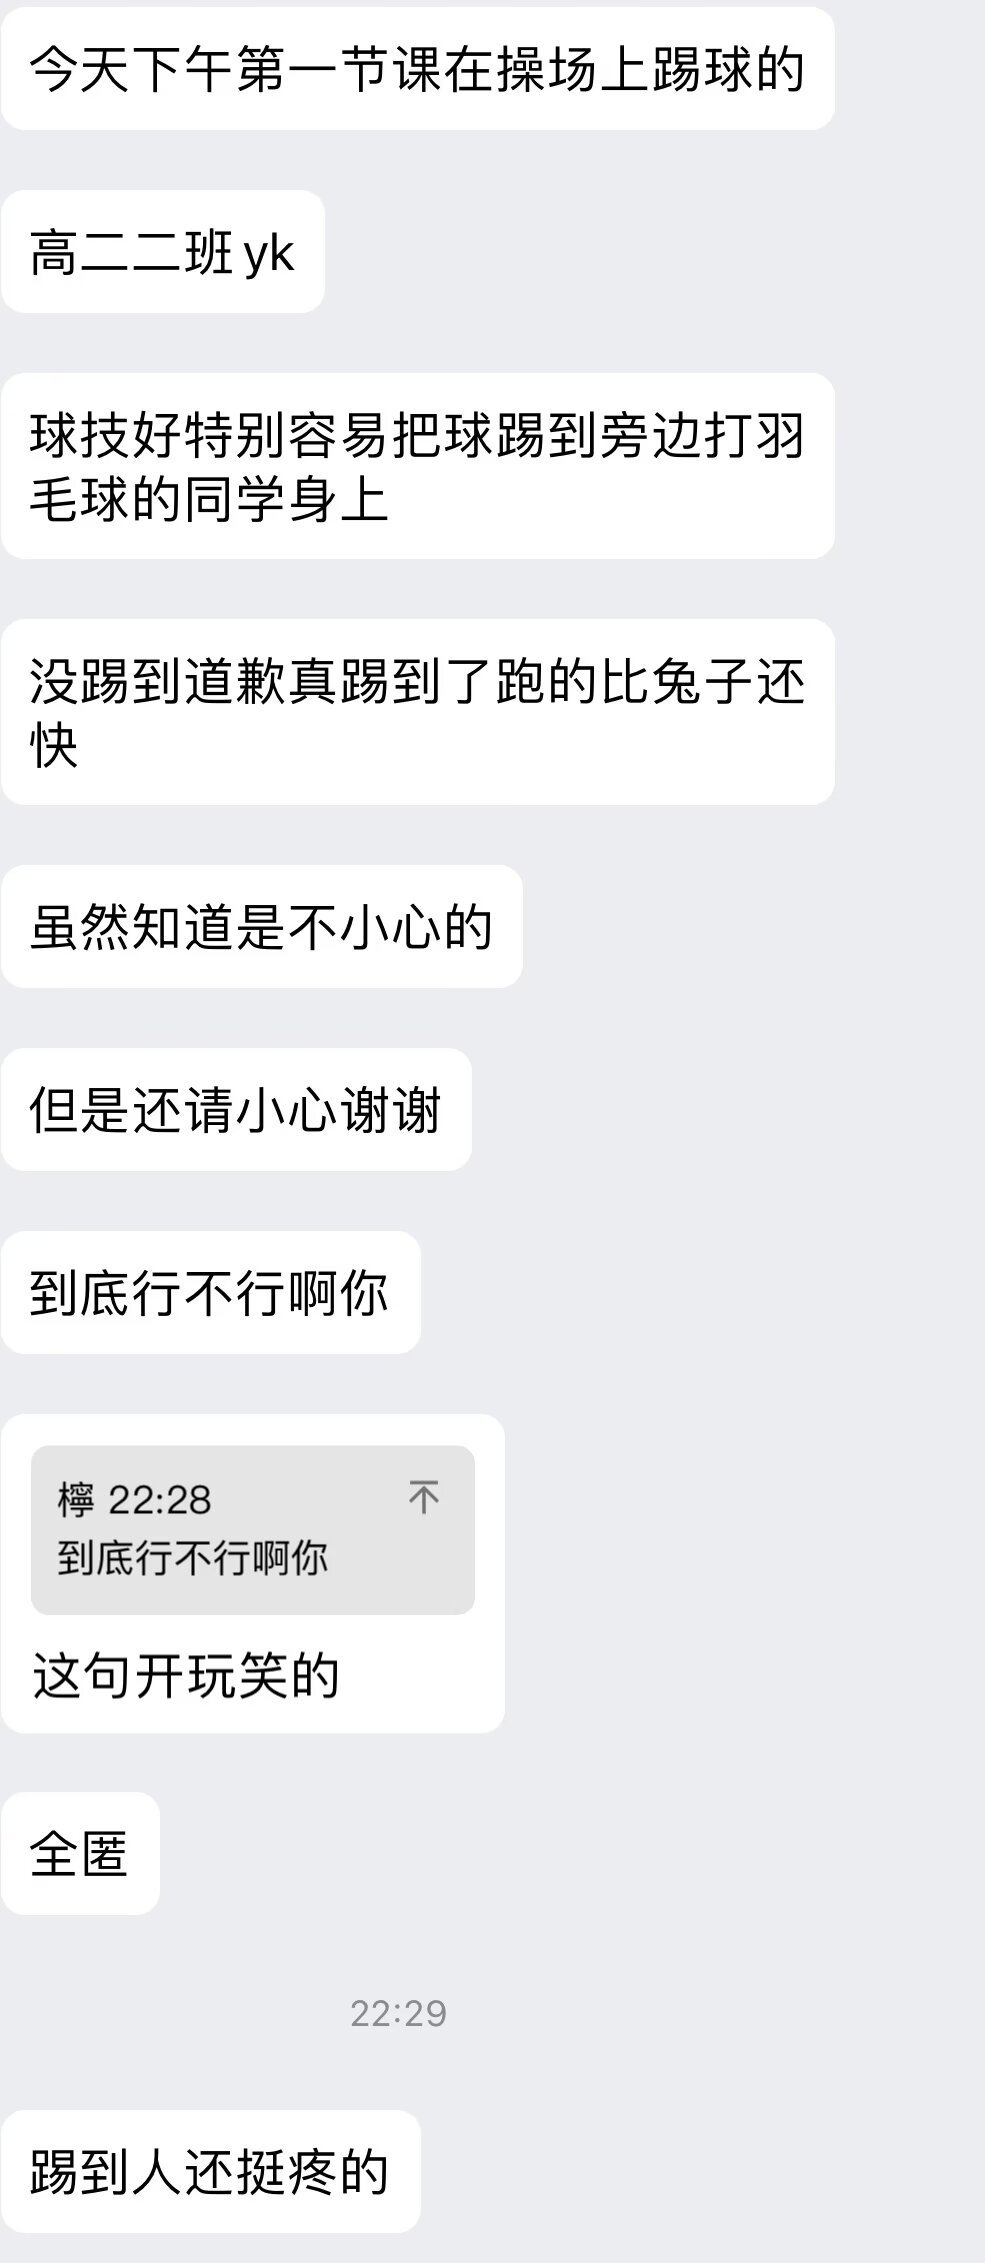 今天下午第一节课在操场上踢球的
高二二班yk
球技好特别容易把球踢到旁边打羽
毛球的同学身上
没踢到道歉真踢到了跑的比兔子还
快
虽然知道是不小心的
但是还请小心谢谢
到底行不行啊你
檸 22:28
到底行不行啊你
这句开玩笑的
全匿
22:29
踢到人还挺疼的